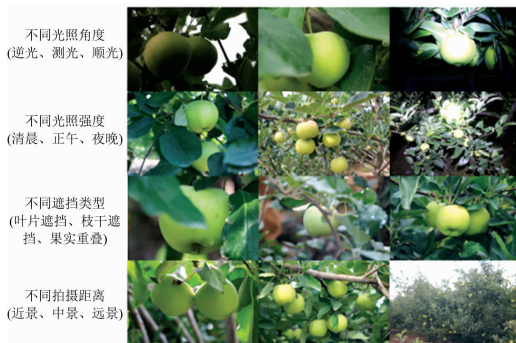 不同光照角度
(逆光、测光、顺光)
不同光照强度
(清晨、正午、夜晚)
不同遮挡类型
(叶片遮挡、枝干遮
挡、果实重叠)
不同拍摄距离
(近景、中景、远景)